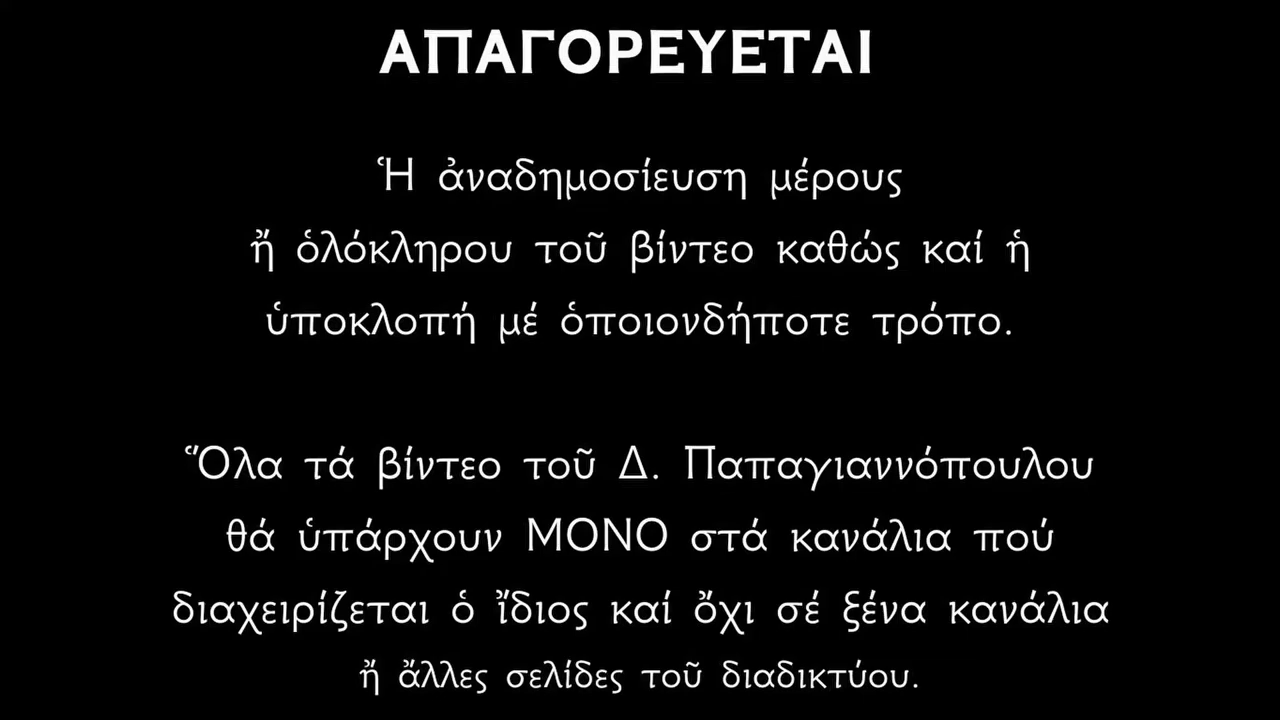 ΑΠΑΓΟΡΕΥΕΤΑΙ
Ἡ ἀναδημοσίευση μέρους
ἤ ὁλόκληρου τοῦ βίντεο καθώς καί ἡ
ὑποκλοπή μέ ὁποιονδήποτε τρόπο.
Ὅλα τά βίντεο τοῦ Δ. Παπαγιαννόπουλου
θά ὑπάρχουν ΜΟΝΟ στά κανάλια πού
διαχειρίζεται ὁ ἴδιος καί ὄχι σέ ξένα κανάλια
ἤ ἄλλες σελίδες τοῦ διαδικτύου.